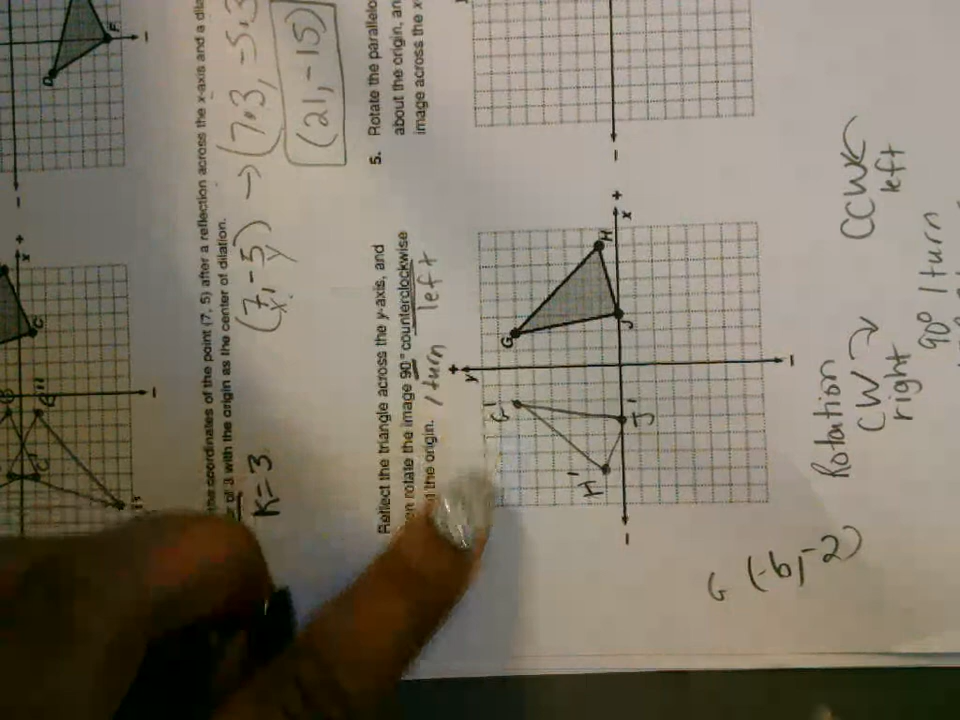 he coordinates of the point (7, 5) after a reflection across the x-axis and a dila
of 3 with the origin as the center of dilation.
K=3
(7,-5) → (7·3, -5·3
x, y
(21, -15)
Reflect the triangle across the y-axis, and
en rotate the image 90° counterclockwise
the origin. 1 turn left
5. Rotate the parallelo
about the origin, an
image across the x
D
F
C
C'
x
+
−
−
+
y
G
H
J
G'
H'
J'
x
+
−
−
−
G (-6,-2)
Rotation
CW
right
CCW
left
90° 1 turn